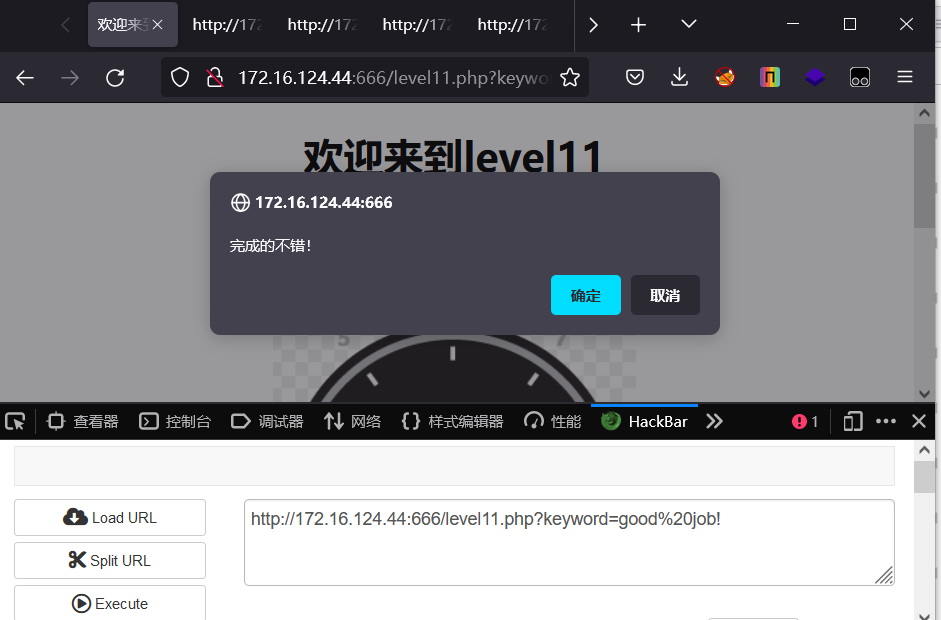 欢迎来
http://172
http://172
http://172
http://172
172.16.124.44:666/level11.php?keywo
欢迎来到level11
172.16.124.44:666
完成的不错!
确定
取消
5
7
查看器
控制台
调试器
网络
样式编辑器
性能
HackBar
1
Load URL
http://172.16.124.44:666/level11.php?keyword=good%20job!
Split URL
Execute